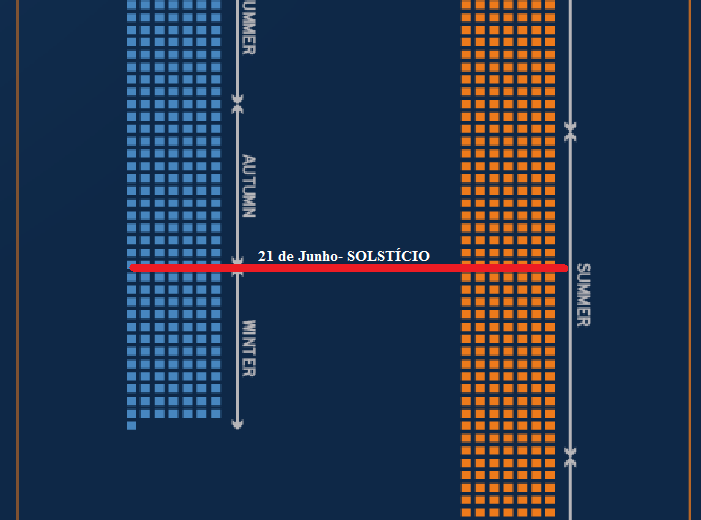 SUMMER
AUTUMN
21 de Junho- SOLSTÍCIO
SUMMER
WINTER